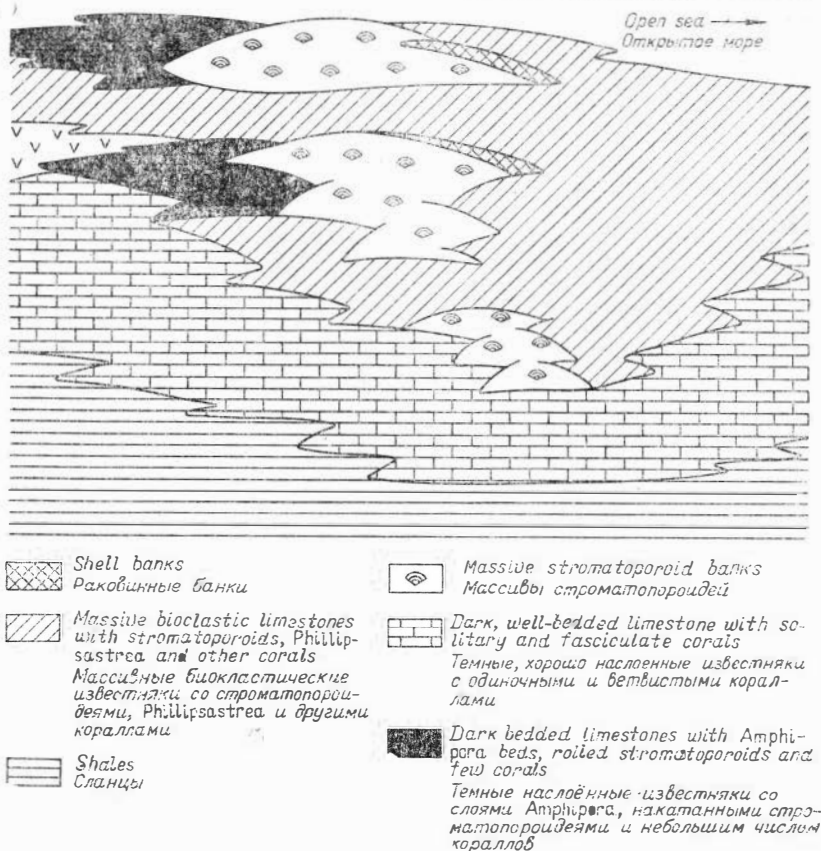 )
Open sea
Открытое море
Shell banks
Раковинные банки
Massive bioclastic limestones
with stromatoporoids, Phillip-
sastrea and other corals
Массивные биокластические
известняки со строматопорои-
деями, Phillipsastrea и другими
кораллами
Shales
Сланцы
Massive stromatoporoid banks
Массивы строматопороидей
Dark, well-bedded limestone with so-
litary and fasciculate corals
Темные, хорошо наслоенные известняки
с одиночными и ветвистыми корал-
лами
Dark bedded limestones with Amphi-
pora beds, rolled stromatoporoids and
few corals
Темные наслоённые известняки со
слоями Amphipora, накатанными стро-
матопороидеями и небольшим числом
кораллов